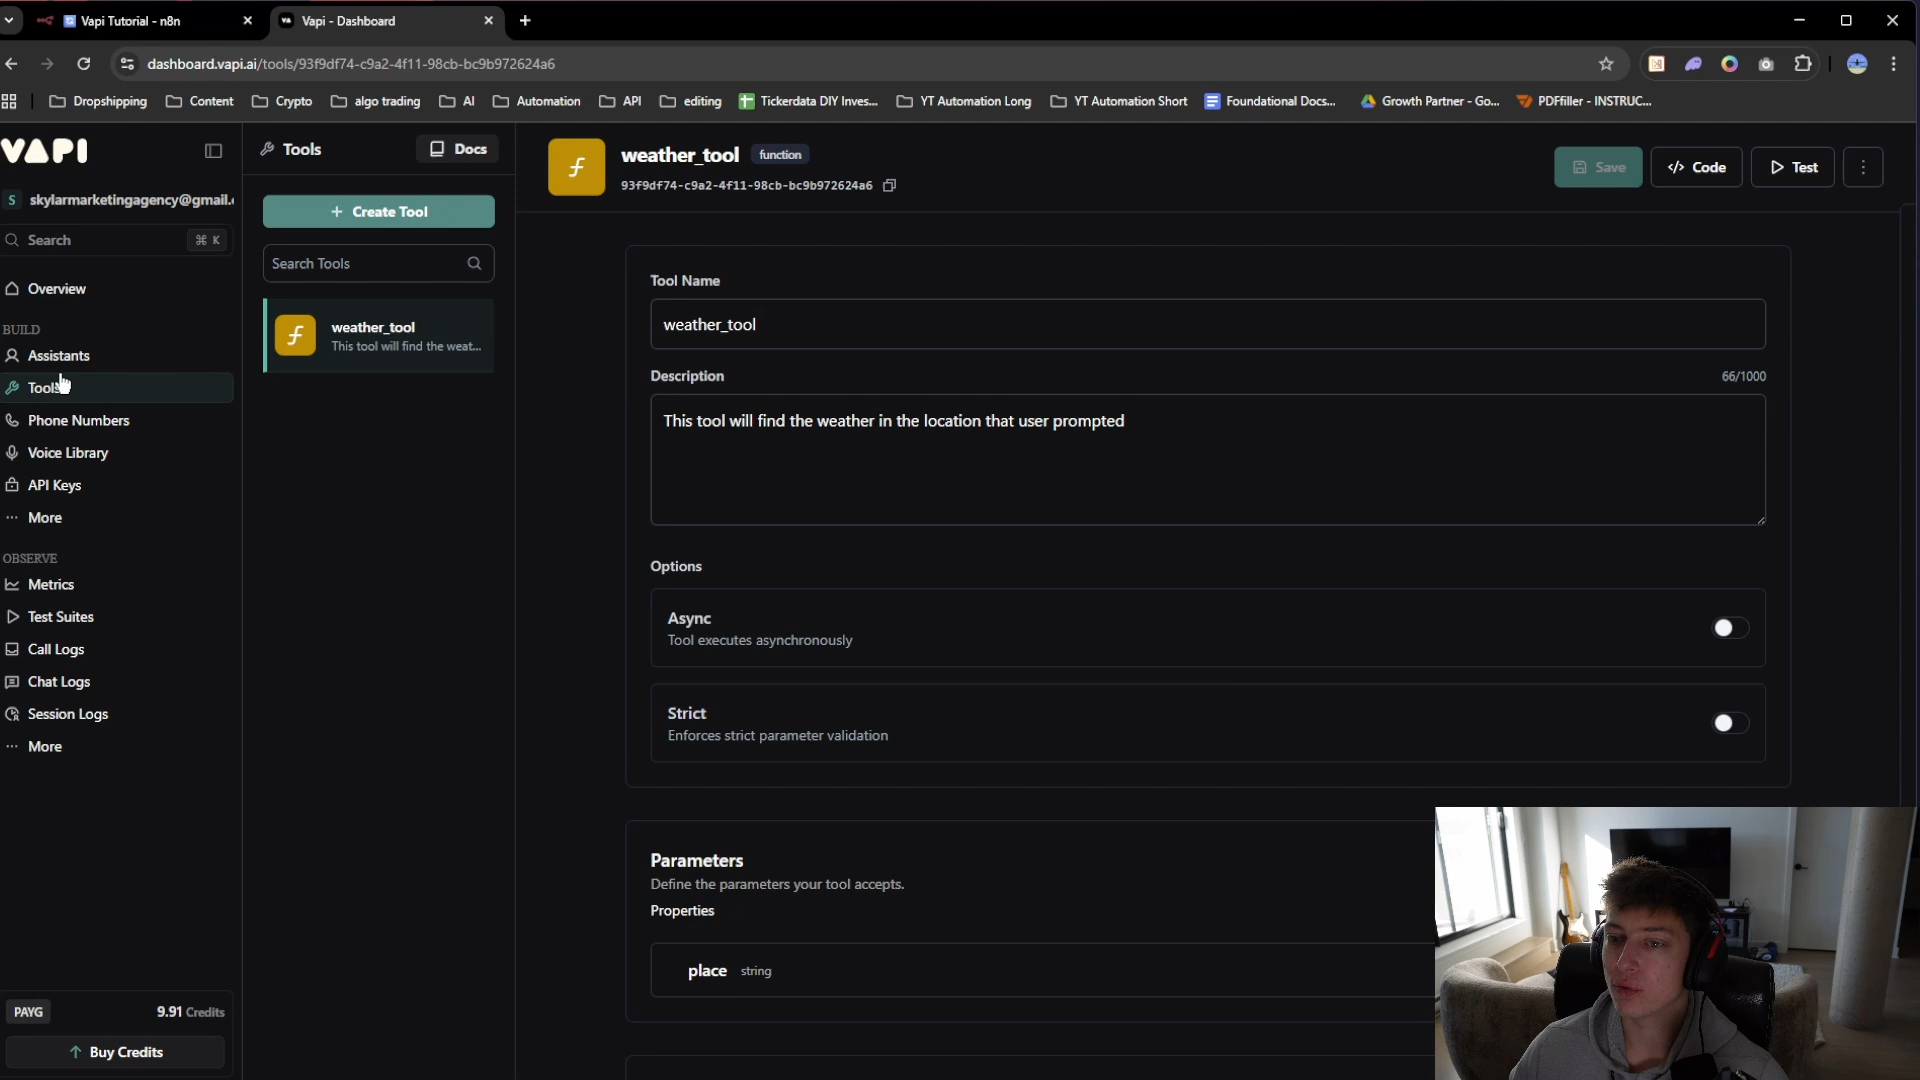 Vapi Tutorial - n8n
Vapi - Dashboard
dashboard.vapi.ai/tools/93f9df74-c9a2-4f11-98cb-bc9b972624a6
Dropshipping
Content
Crypto
algo trading
AI
Automation
API
editing
Tickerdata DIY Inves...
YT Automation Long
YT Automation Short
Foundational Docs...
Growth Partner - Go...
PDFfiller - INSTRUC...
VAPI
S skylarmarketingagency@gmail.
Search ⌘ K
Overview
BUILD
Assistants
Tools
Phone Numbers
Voice Library
API Keys
More
OBSERVE
Metrics
Test Suites
Call Logs
Chat Logs
Session Logs
More
PAYG 9.91 Credits
Buy Credits
Tools
Docs
+ Create Tool
Search Tools
weather_tool
This tool will find the weat...
weather_tool function
93f9df74-c9a2-4f11-98cb-bc9b972624a6
Save
</> Code
Test
Tool Name
weather_tool
Description 66/1000
This tool will find the weather in the location that user prompted
Options
Async
Tool executes asynchronously
Strict
Enforces strict parameter validation
Parameters
Define the parameters your tool accepts.
Properties
place string